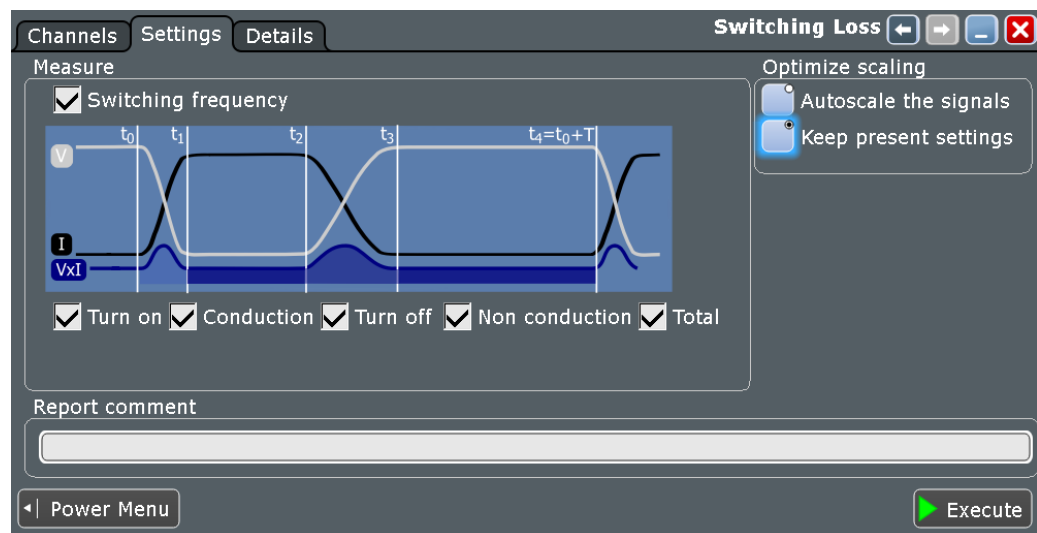 Channels Settings Details Switching Loss
Measure Optimize scaling
Switching frequency Autoscale the signals
Keep present settings
t0 t1 t2 t3 t4=t0+T
V
I
VxI
Turn on Conduction Turn off Non conduction Total
Report comment
Power Menu Execute